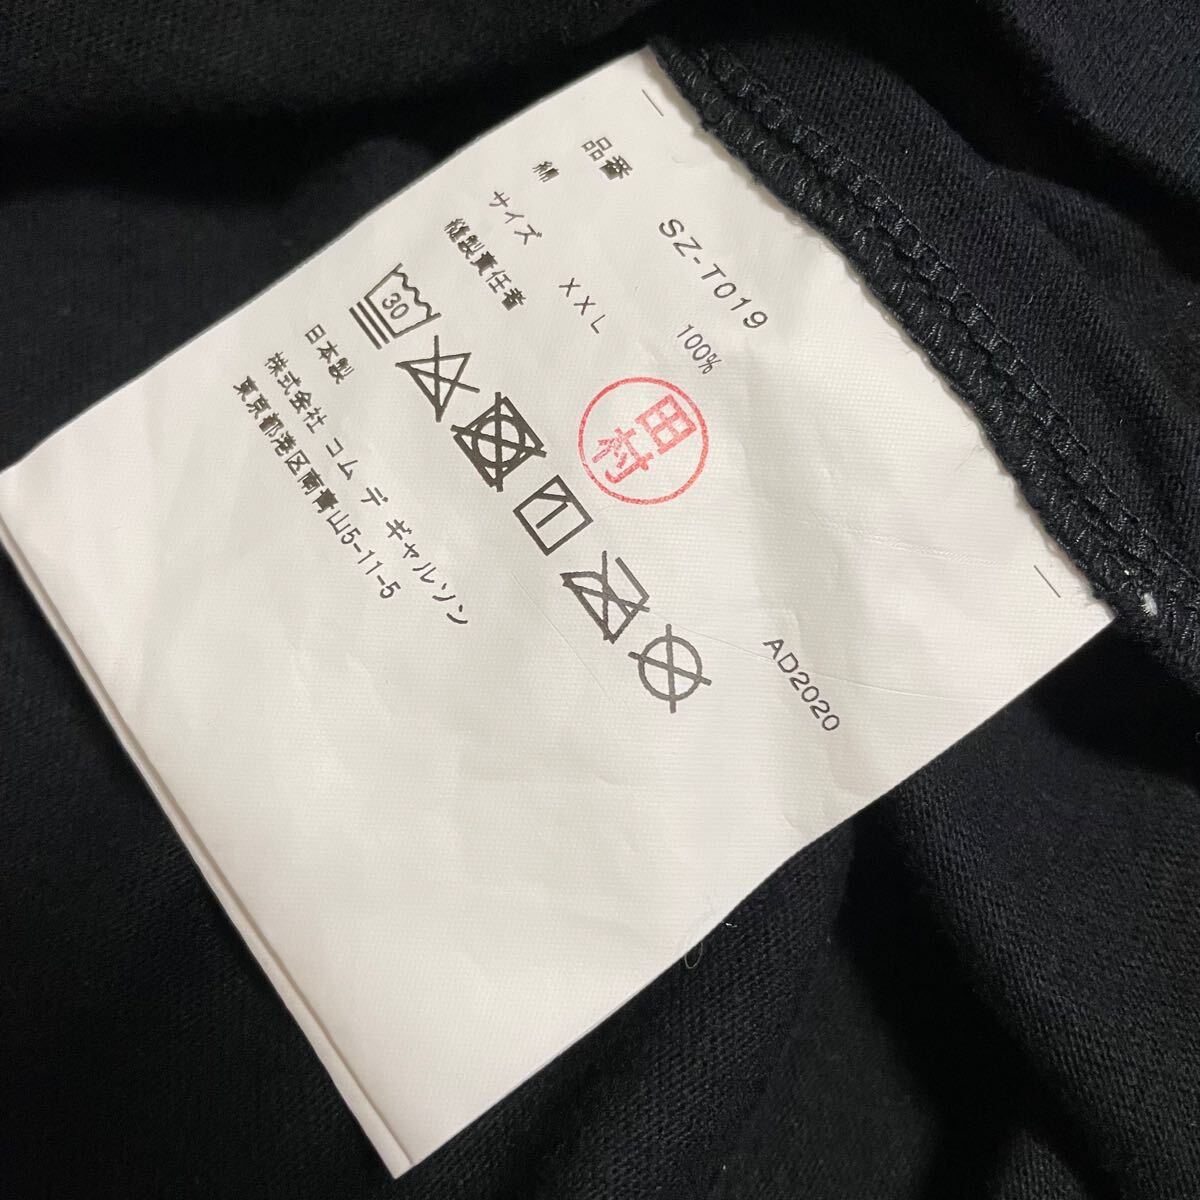 品番 SZ-T019
綿 100%
サイズ XXL
縫製責任者 田村
30
日本製
株式会社 コム デ ギャルソン
東京都港区南青山5-11-5
AD2020